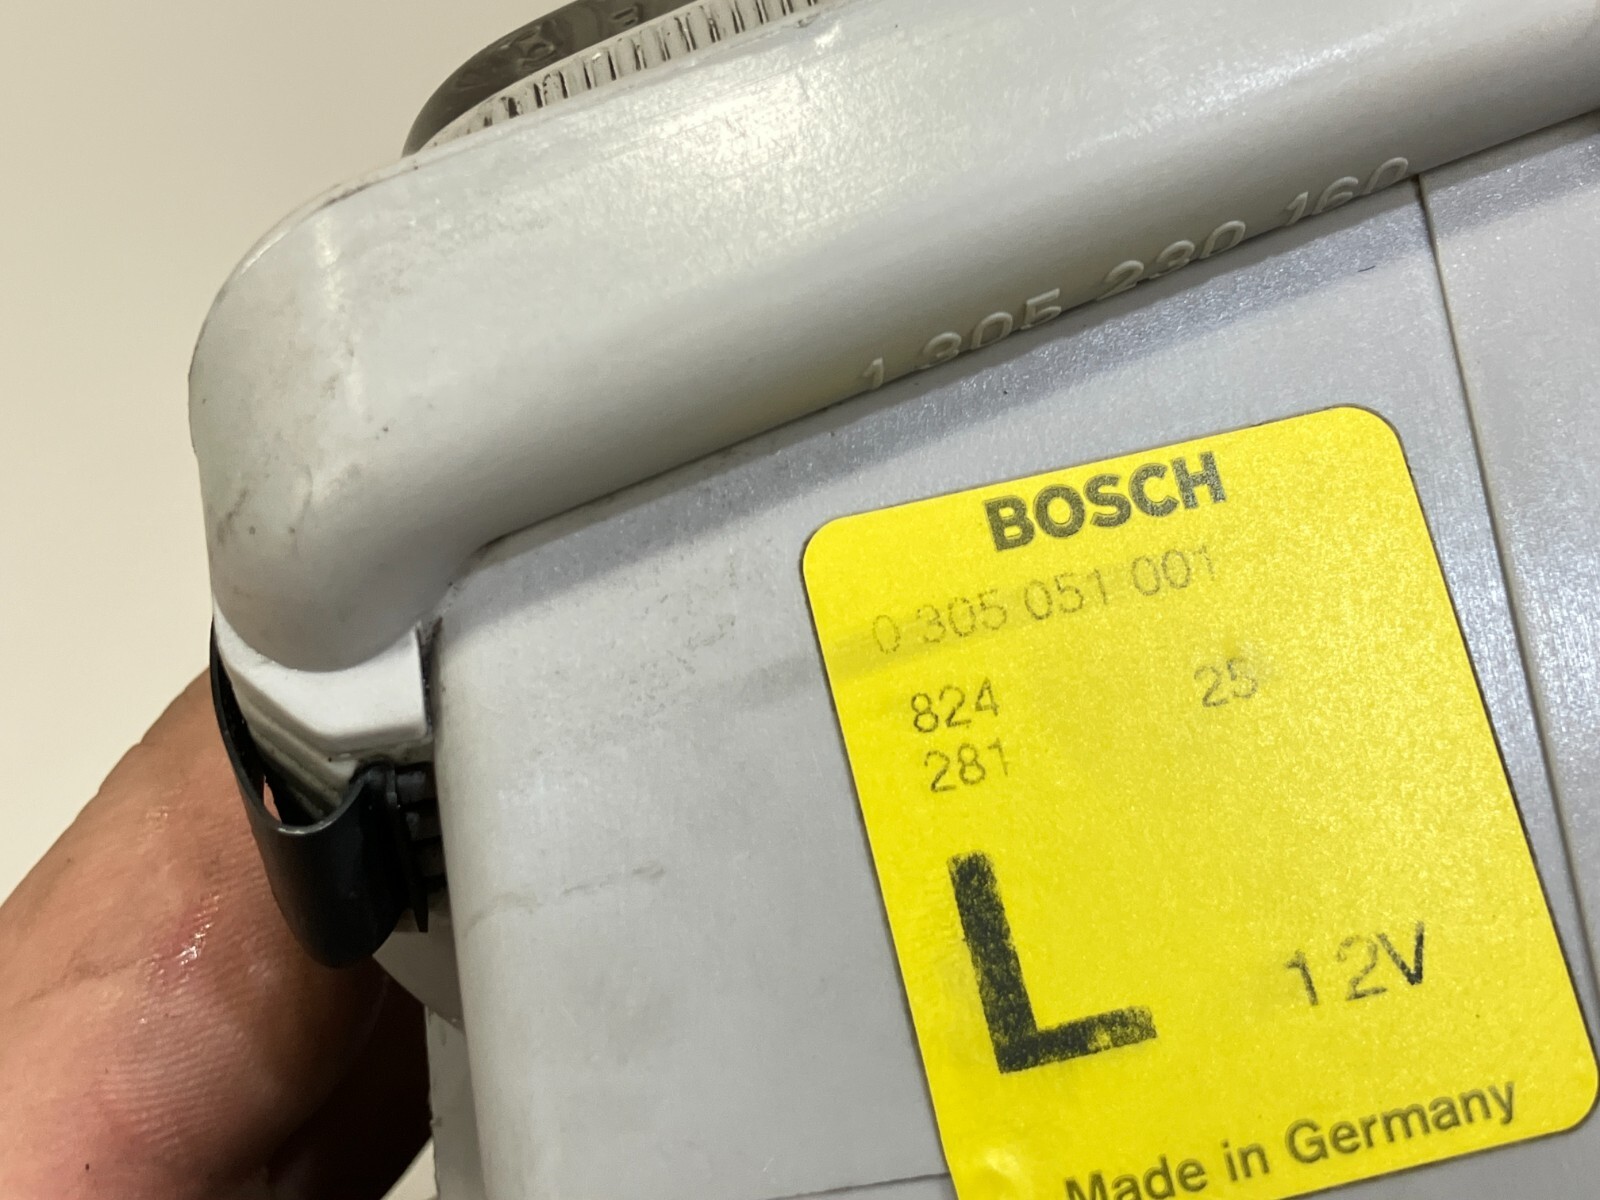 1 305 230 160
BOSCH
0 305 051 001
824 25
281
L 12V
Made in Germany